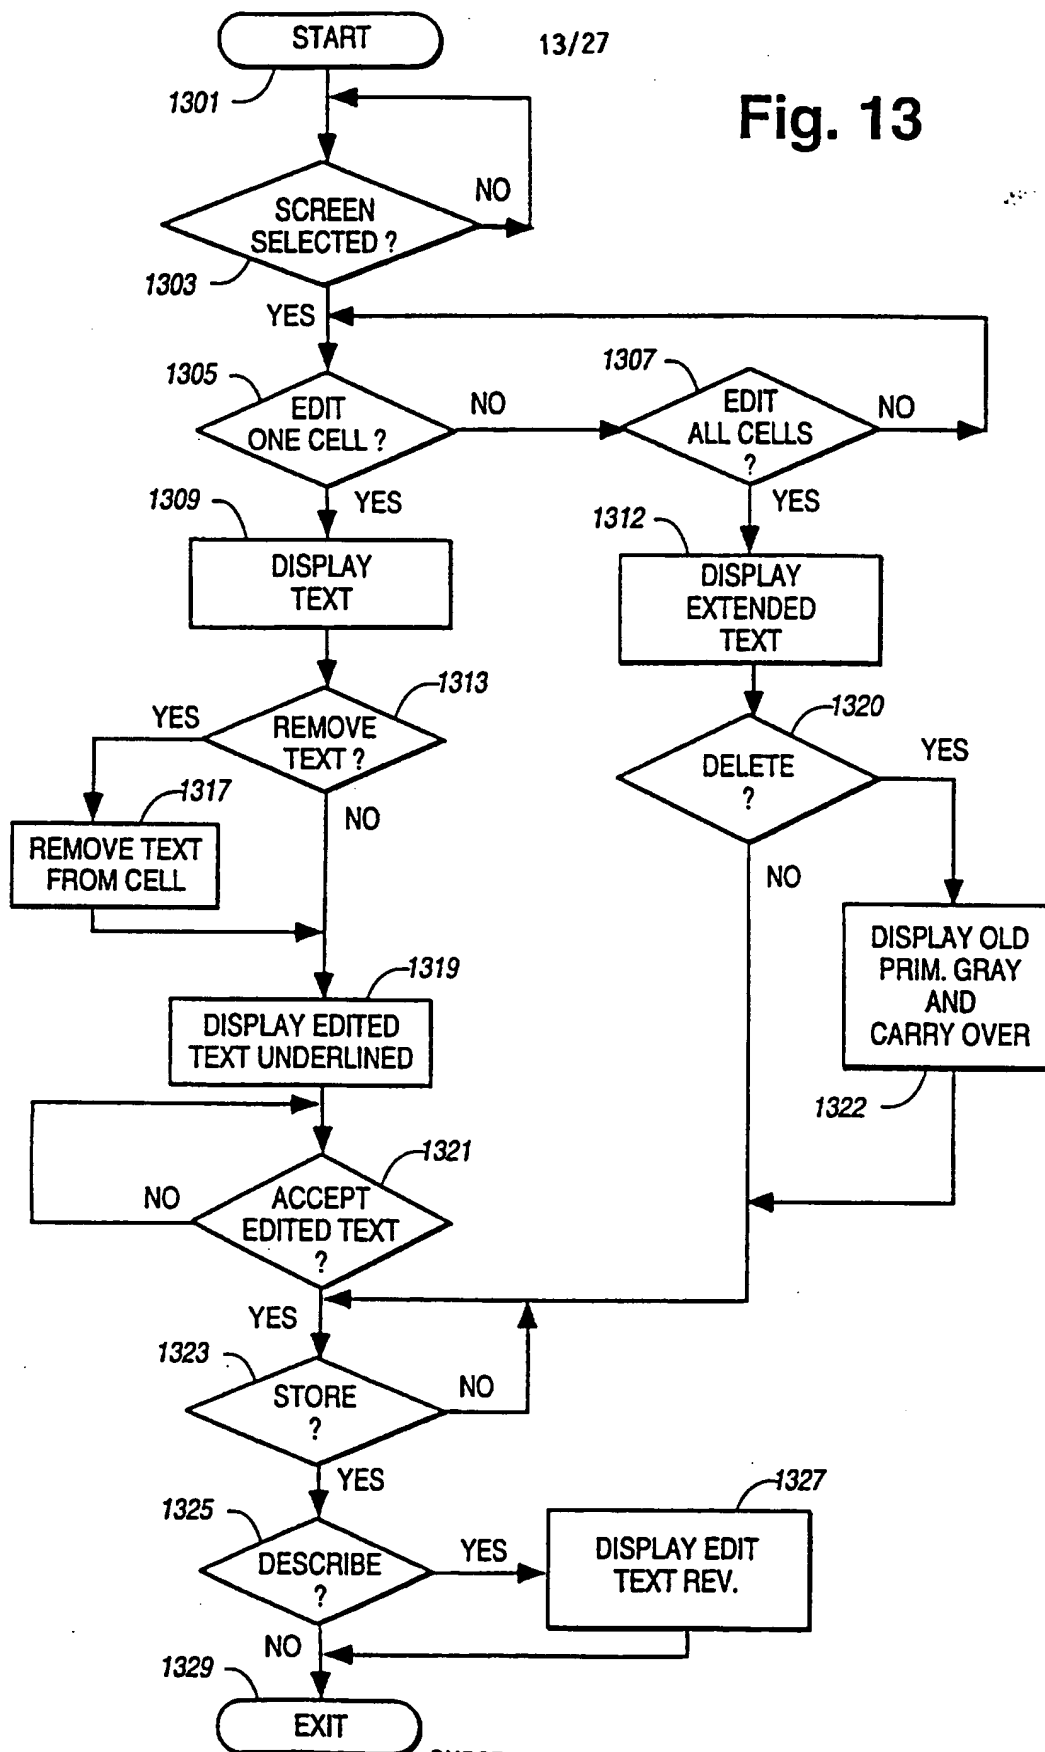 START
13/27
1301
Fig. 13
NO
SCREEN
SELECTED ?
1303
YES
1305
EDIT
ONE CELL ?
NO
1307
EDIT
ALL CELLS
?
NO
YES
1309
YES
1312
DISPLAY
TEXT
DISPLAY
EXTENDED
TEXT
1313
YES
REMOVE
TEXT ?
1320
YES
DELETE
?
1317
NO
REMOVE TEXT
FROM CELL
NO
DISPLAY OLD
PRIM. GRAY
AND
CARRY OVER
1319
DISPLAY EDITED
TEXT UNDERLINED
1322
1321
NO
ACCEPT
EDITED TEXT
?
YES
1323
STORE
?
NO
YES
1327
1325
DESCRIBE
?
YES
DISPLAY EDIT
TEXT REV.
NO
1329
EXIT